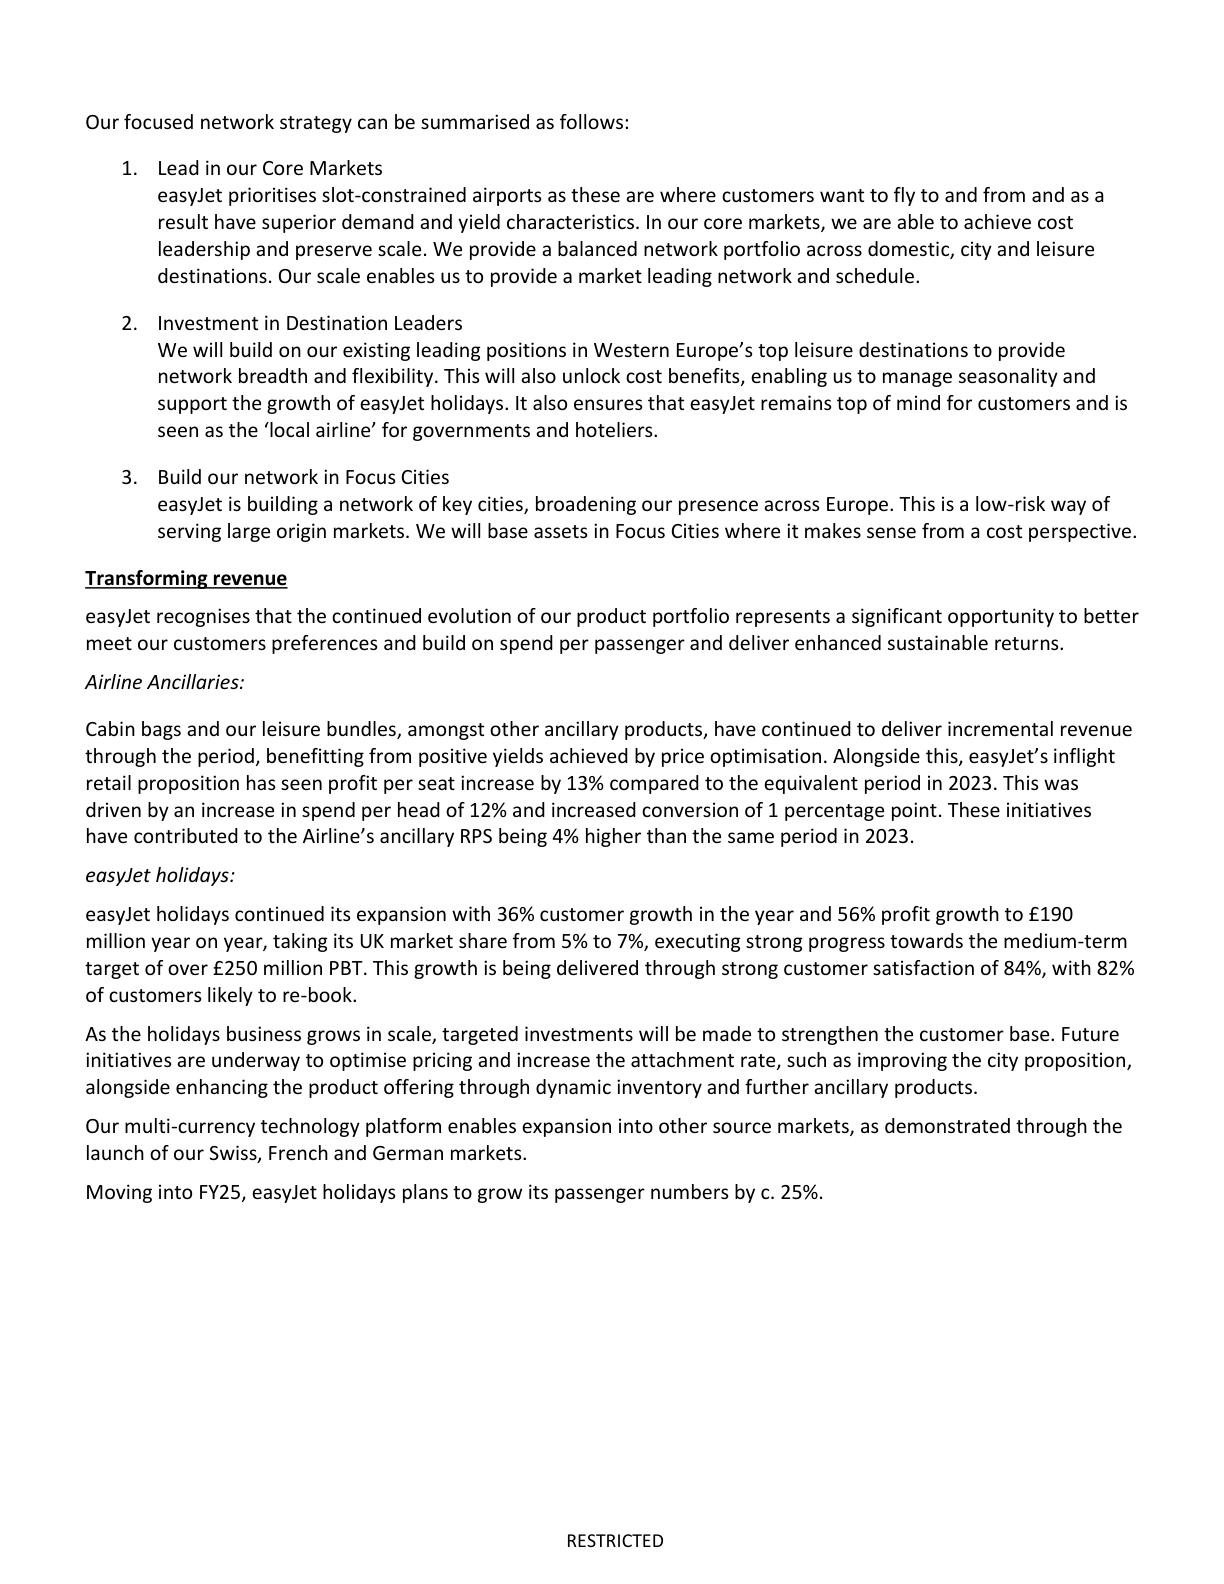 Our focused network strategy can be summarised as follows:
1. Lead in our Core Markets
easyJet prioritises slot-constrained airports as these are where customers want to fly to and from and as a
result have superior demand and yield characteristics. In our core markets, we are able to achieve cost
leadership and preserve scale. We provide a balanced network portfolio across domestic, city and leisure
destinations. Our scale enables us to provide a market leading network and schedule.
2. Investment in Destination Leaders
We will build on our existing leading positions in Western Europe’s top leisure destinations to provide
network breadth and flexibility. This will also unlock cost benefits, enabling us to manage seasonality and
support the growth of easyJet holidays. It also ensures that easyJet remains top of mind for customers and is
seen as the ‘local airline’ for governments and hoteliers.
3. Build our network in Focus Cities
easyJet is building a network of key cities, broadening our presence across Europe. This is a low-risk way of
serving large origin markets. We will base assets in Focus Cities where it makes sense from a cost perspective.
Transforming revenue
easyJet recognises that the continued evolution of our product portfolio represents a significant opportunity to better
meet our customers preferences and build on spend per passenger and deliver enhanced sustainable returns.
Airline Ancillaries:
Cabin bags and our leisure bundles, amongst other ancillary products, have continued to deliver incremental revenue
through the period, benefitting from positive yields achieved by price optimisation. Alongside this, easyJet’s inflight
retail proposition has seen profit per seat increase by 13% compared to the equivalent period in 2023. This was
driven by an increase in spend per head of 12% and increased conversion of 1 percentage point. These initiatives
have contributed to the Airline’s ancillary RPS being 4% higher than the same period in 2023.
easyJet holidays:
easyJet holidays continued its expansion with 36% customer growth in the year and 56% profit growth to £190
million year on year, taking its UK market share from 5% to 7%, executing strong progress towards the medium-term
target of over £250 million PBT. This growth is being delivered through strong customer satisfaction of 84%, with 82%
of customers likely to re-book.
As the holidays business grows in scale, targeted investments will be made to strengthen the customer base. Future
initiatives are underway to optimise pricing and increase the attachment rate, such as improving the city proposition,
alongside enhancing the product offering through dynamic inventory and further ancillary products.
Our multi-currency technology platform enables expansion into other source markets, as demonstrated through the
launch of our Swiss, French and German markets.
Moving into FY25, easyJet holidays plans to grow its passenger numbers by c. 25%.
RESTRICTED